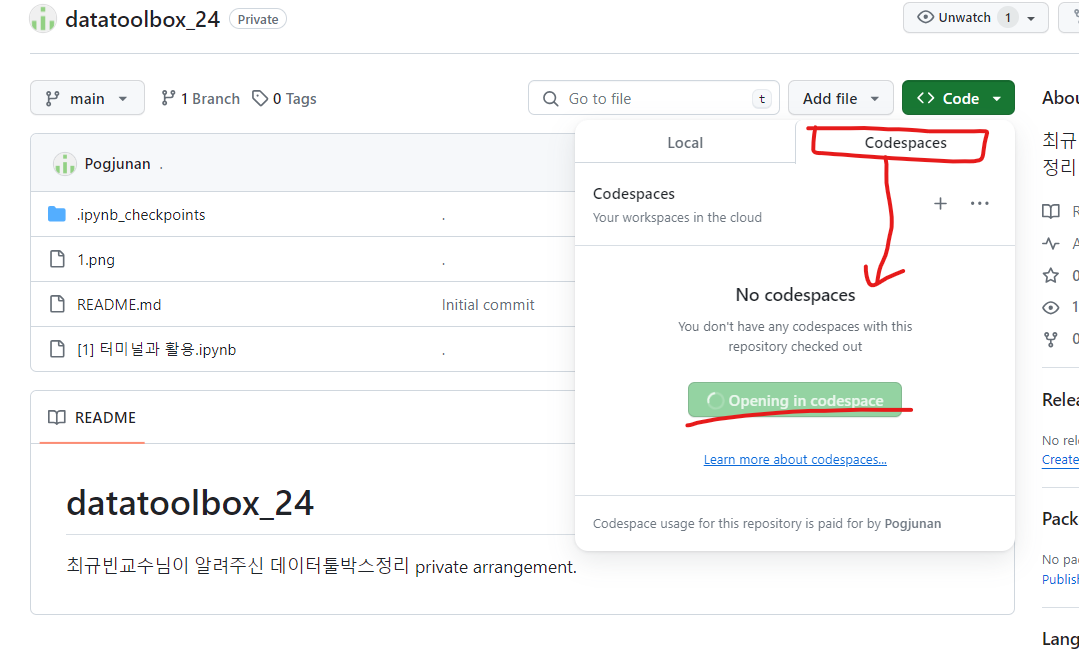 datatoolbox_24 Private
Unwatch 1
main 1 Branch 0 Tags
Go to file t
Add file
Code
Pogjunan .
.ipynb_checkpoints .
1.png .
README.md Initial commit
[1] 터미널과 활용.ipynb .
README
datatoolbox_24
최규빈교수님이 알려주신 데이터툴박스정리 private arrangement.
Local Codespaces
Codespaces
Your workspaces in the cloud
No codespaces
You don't have any codespaces with this
repository checked out
Opening in codespace
Learn more about codespaces...
Codespace usage for this repository is paid for by Pogjunan
Abou
최규
정리
R
A
0
1
0
Relea
No rel
Create
Pack
No pac
Publish
Lang